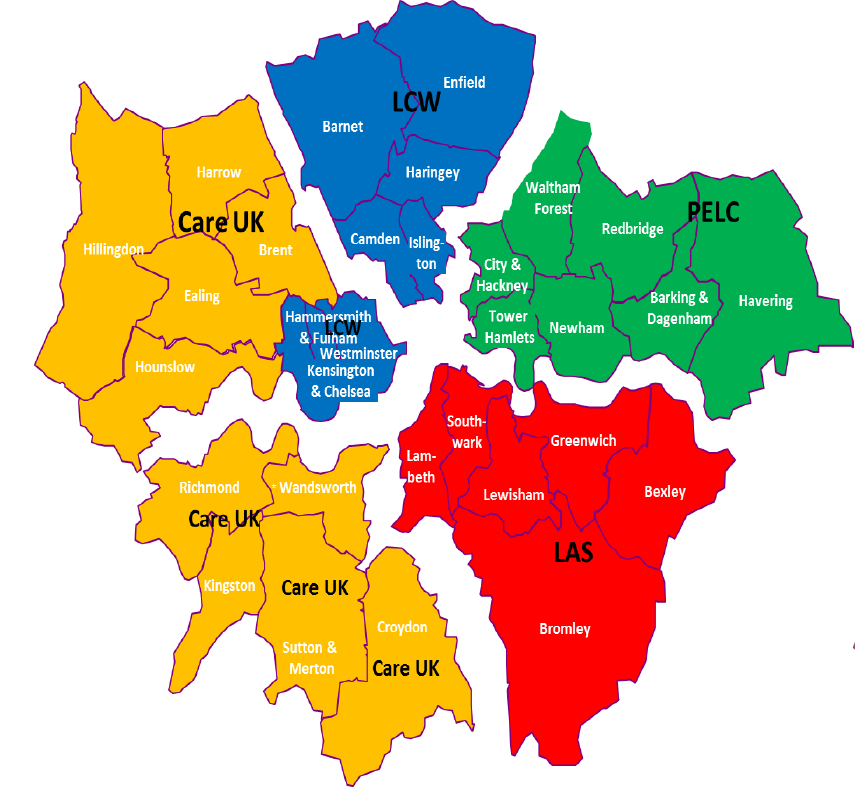 Enfield
LCW
Barnet
Haringey
Camden
Isling-
ton
Harrow
Care UK
Hillingdon
Brent
Ealing
Hounslow
Hammersmith
& Fulham
LCW
Westminster
Kensington
& Chelsea
Waltham
Forest
PELC
Redbridge
City &
Hackney
Tower
Hamlets
Newham
Barking &
Dagenham
Havering
South-
wark
Lam-
beth
Greenwich
Lewisham
Bexley
LAS
Bromley
Richmond
Wandsworth
Care UK
Kingston
Care UK
Sutton &
Merton
Croydon
Care UK